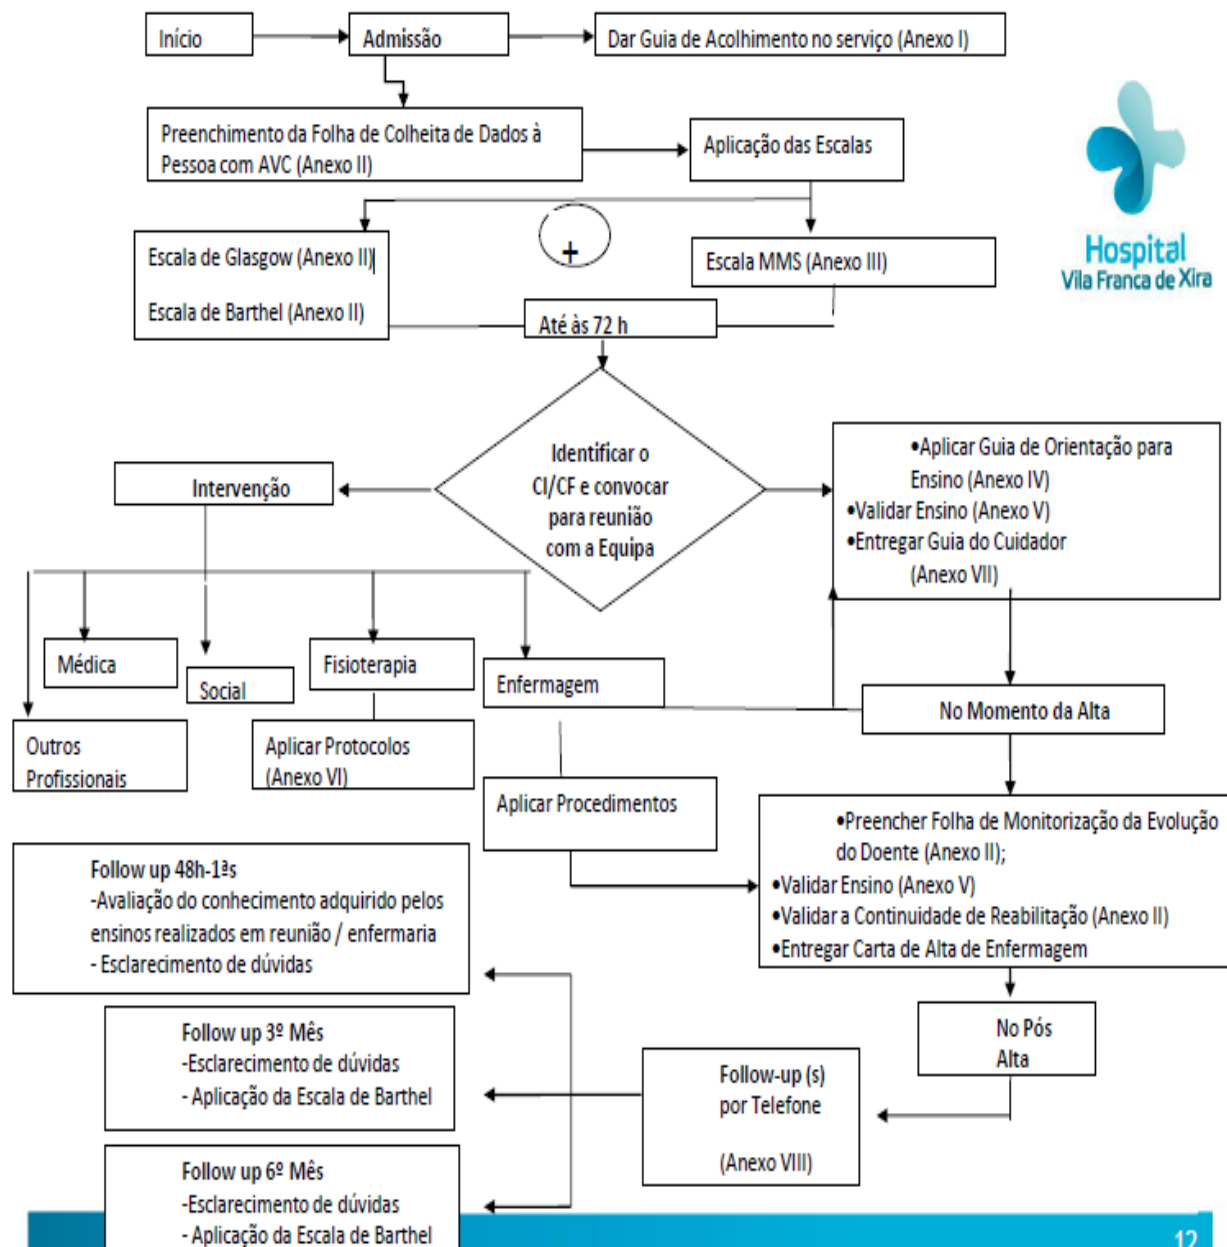 Início
Admissão
Dar Guia de Acolhimento no serviço (Anexo I)
Preenchimento da Folha de Colheita de Dados à
Pessoa com AVC (Anexo II)
Aplicação das Escalas
Hospital
Vila Franca de Xira
Escala de Glasgow (Anexo II)
Escala de Barthel (Anexo II)
+
Escala MMS (Anexo III)
Até às 72 h
Identificar o
CI/CF e convocar
para reunião
com a Equipa
Intervenção
•Aplicar Guia de Orientação para
Ensino (Anexo IV)
•Validar Ensino (Anexo V)
•Entregar Guia do Cuidador
(Anexo VII)
Médica
Social
Fisioterapia
Enfermagem
No Momento da Alta
Outros
Profissionais
Aplicar Protocolos
(Anexo VI)
Aplicar Procedimentos
•Preencher Folha de Monitorização da Evolução
do Doente (Anexo II);
•Validar Ensino (Anexo V)
•Validar a Continuidade de Reabilitação (Anexo II)
•Entregar Carta de Alta de Enfermagem
Follow up 48h-1ªs
-Avaliação do conhecimento adquirido pelos
ensinos realizados em reunião / enfermaria
- Esclarecimento de dúvidas
No Pós
Alta
Follow up 3º Mês
-Esclarecimento de dúvidas
- Aplicação da Escala de Barthel
Follow-up (s)
por Telefone
(Anexo VIII)
Follow up 6º Mês
-Esclarecimento de dúvidas
- Aplicação da Escala de Barthel
12